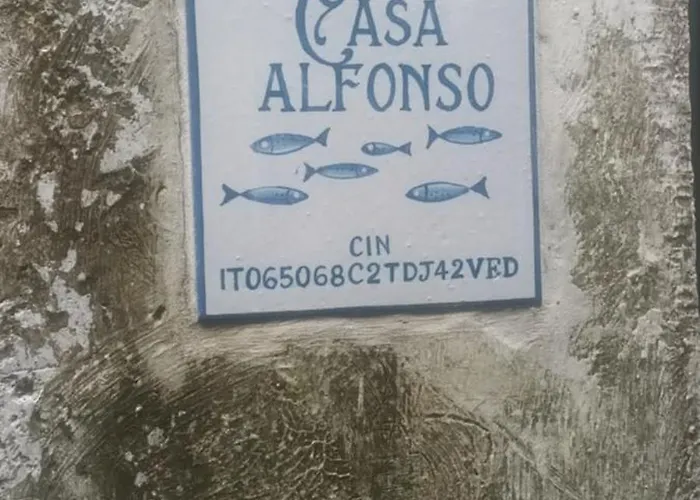 CASA
ALFONSO
CIN
IT065068C2TDJ42VED